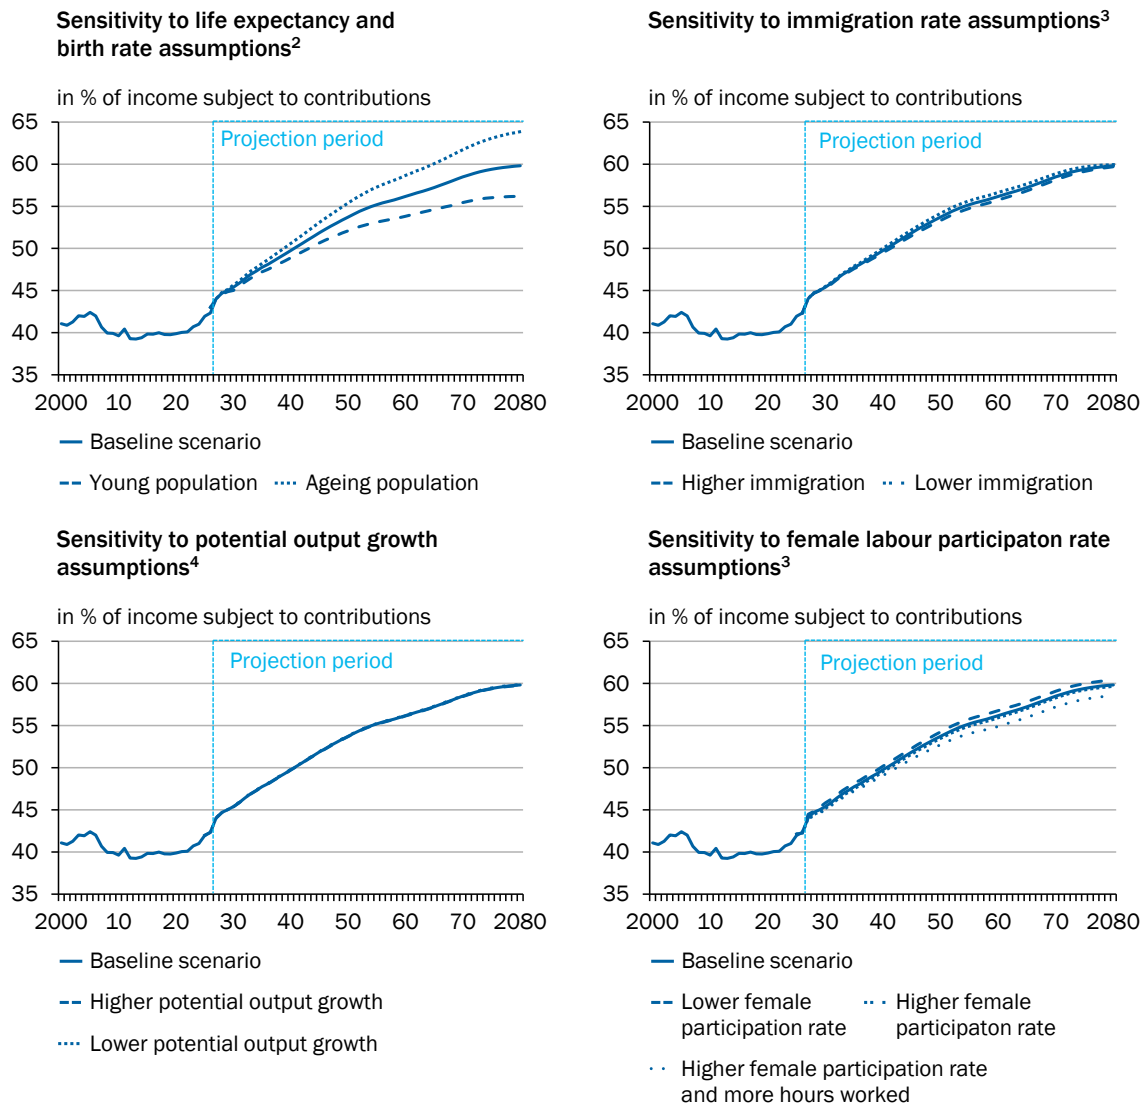 Sensitivity to life expectancy and
birth rate assumptions²
in % of income subject to contributions
65
60
55
50
45
40
35
Projection period
2000 10 20 30 40 50 60 70 2080
Baseline scenario
Young population Ageing population
Sensitivity to immigration rate assumptions³
in % of income subject to contributions
65
60
55
50
45
40
35
Projection period
2000 10 20 30 40 50 60 70 2080
Baseline scenario
Higher immigration Lower immigration
Sensitivity to potential output growth
assumptions⁴
in % of income subject to contributions
65
60
55
50
45
40
35
Projection period
2000 10 20 30 40 50 60 70 2080
Baseline scenario
Higher potential output growth
Lower potential output growth
Sensitivity to female labour participaton rate
assumptions³
in % of income subject to contributions
65
60
55
50
45
40
35
Projection period
2000 10 20 30 40 50 60 70 2080
Baseline scenario
Lower female
participation rate
Higher female
participaton rate
Higher female participation rate
and more hours worked